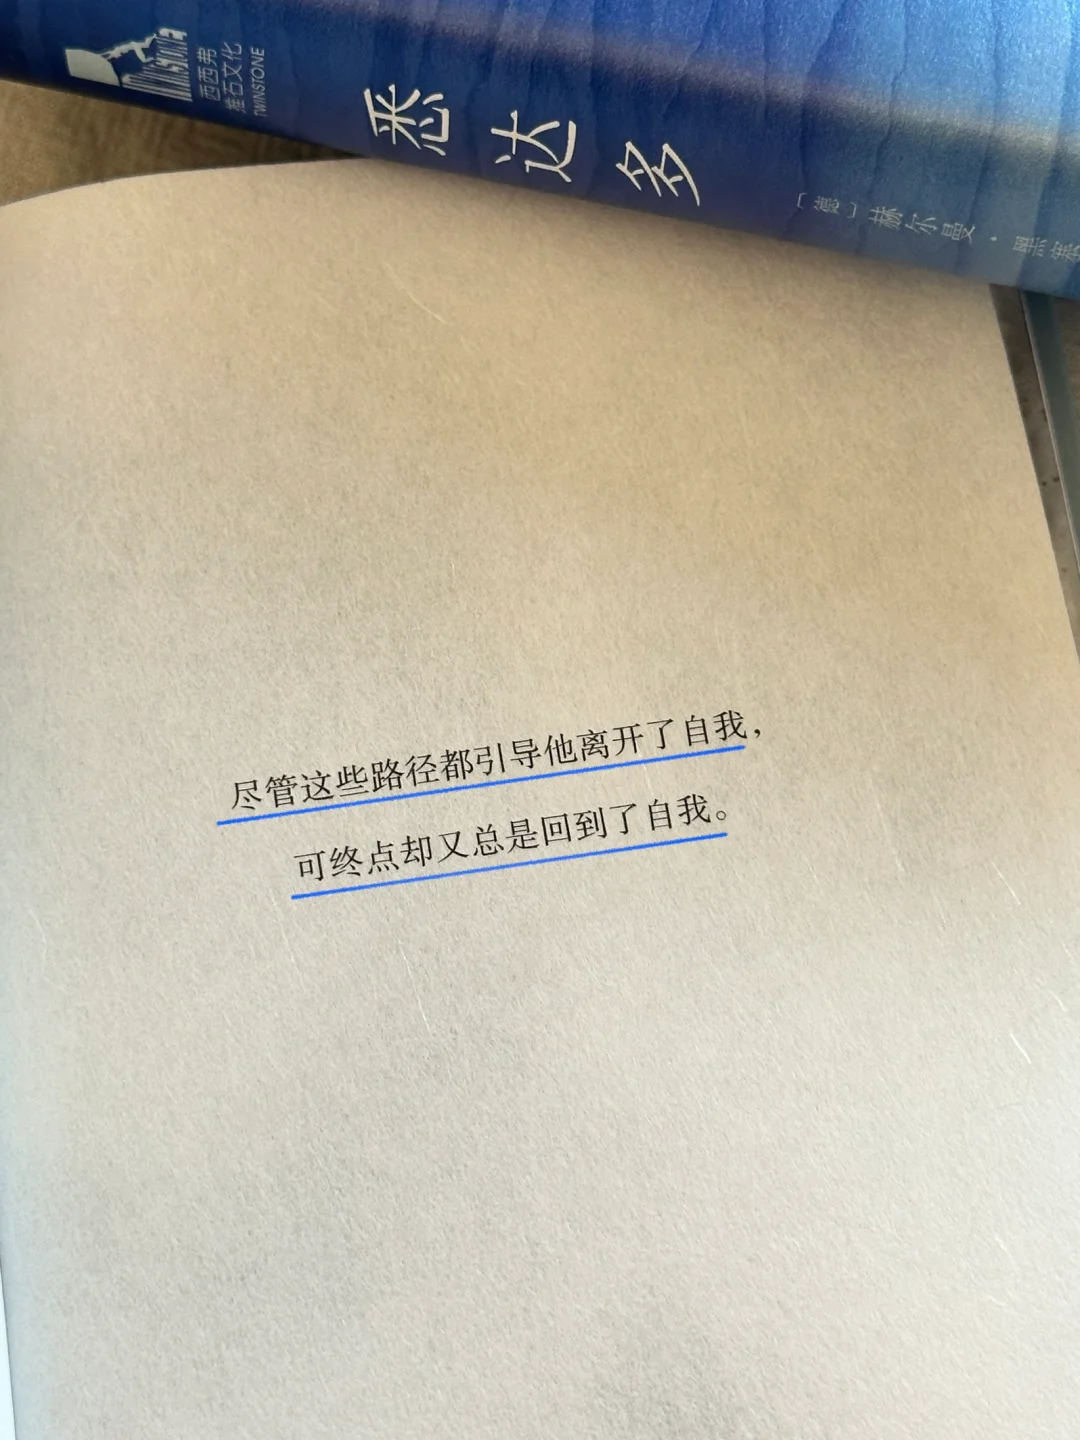 西西弗
推石文化
TWINSTONE
悉达多
〔德〕赫尔曼·黑塞
尽管这些路径都引导他离开了自我，
可终点却又总是回到了自我。